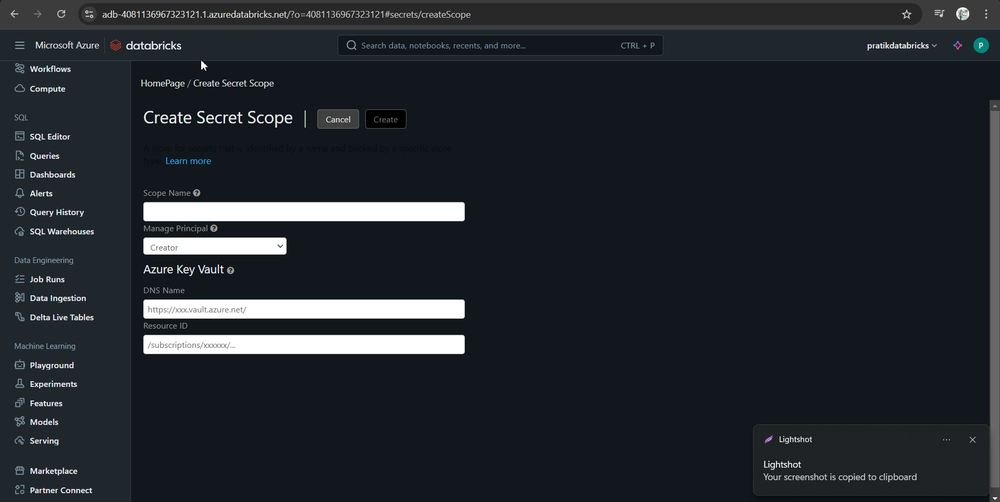 adb-4081136967323121.1.azuredatabricks.net/?o=4081136967323121#secrets/createScope
Microsoft Azure databricks
Search data, notebooks, recents, and more... CTRL + P
pratikdatabricks P
Workflows
Compute
SQL
SQL Editor
Queries
Dashboards
Alerts
Query History
SQL Warehouses
Data Engineering
Job Runs
Data Ingestion
Delta Live Tables
Machine Learning
Playground
Experiments
Features
Models
Serving
Marketplace
Partner Connect
HomePage / Create Secret Scope
Create Secret Scope | Cancel Create
A store for secrets that is identified by a name and backed by a specific store
type. Learn more
Scope Name
Manage Principal
Creator
Azure Key Vault
DNS Name
https://xxx.vault.azure.net/
Resource ID
/subscriptions/xxxxxx/...
Lightshot
Lightshot
Your screenshot is copied to clipboard